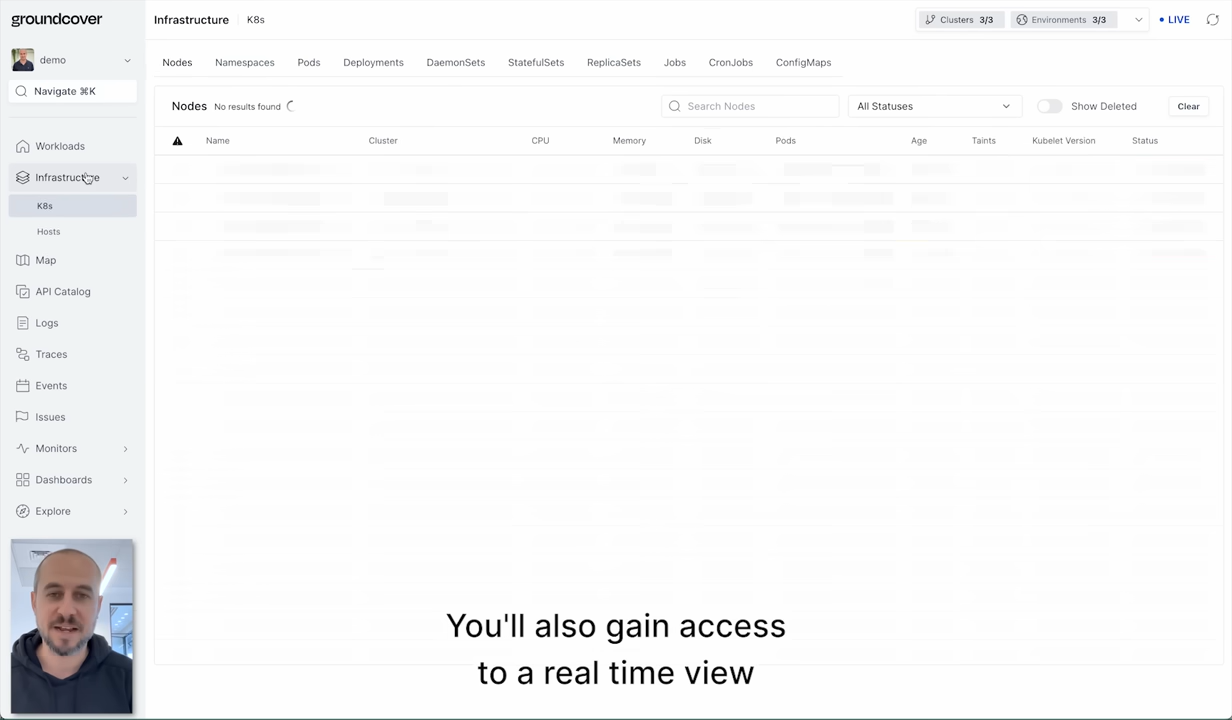 groundcover
Infrastructure K8s
Clusters 3/3 Environments 3/3 LIVE
demo
Navigate ⌘K
Workloads
Infrastructure
K8s
Hosts
Map
API Catalog
Logs
Traces
Events
Issues
Monitors
Dashboards
Explore
Nodes Namespaces Pods Deployments DaemonSets StatefulSets ReplicaSets Jobs CronJobs ConfigMaps
Nodes No results found Search Nodes All Statuses Show Deleted Clear
Name Cluster CPU Memory Disk Pods Age Taints Kubelet Version Status
You'll also gain access
to a real time view